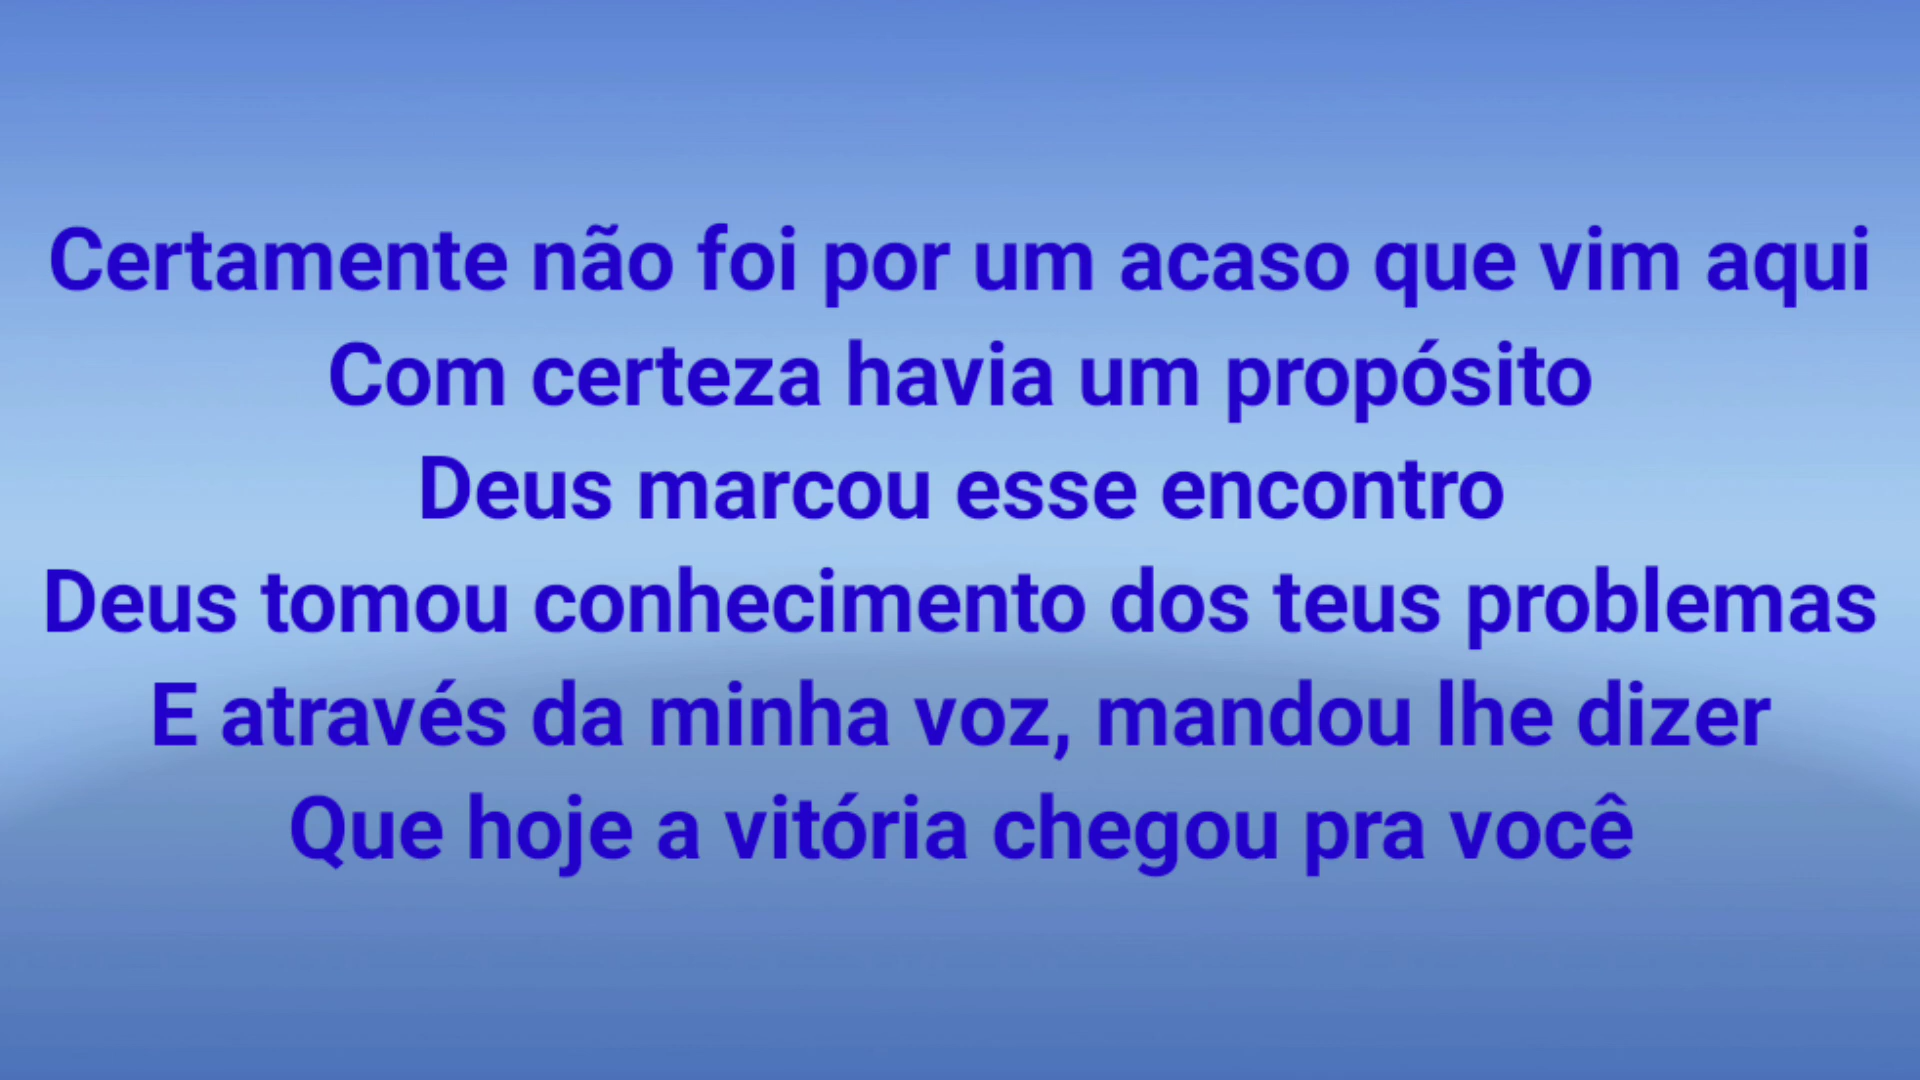 Certamente não foi por um acaso que vim aqui
Com certeza havia um propósito
Deus marcou esse encontro
Deus tomou conhecimento dos teus problemas
E através da minha voz, mandou lhe dizer
Que hoje a vitória chegou pra você